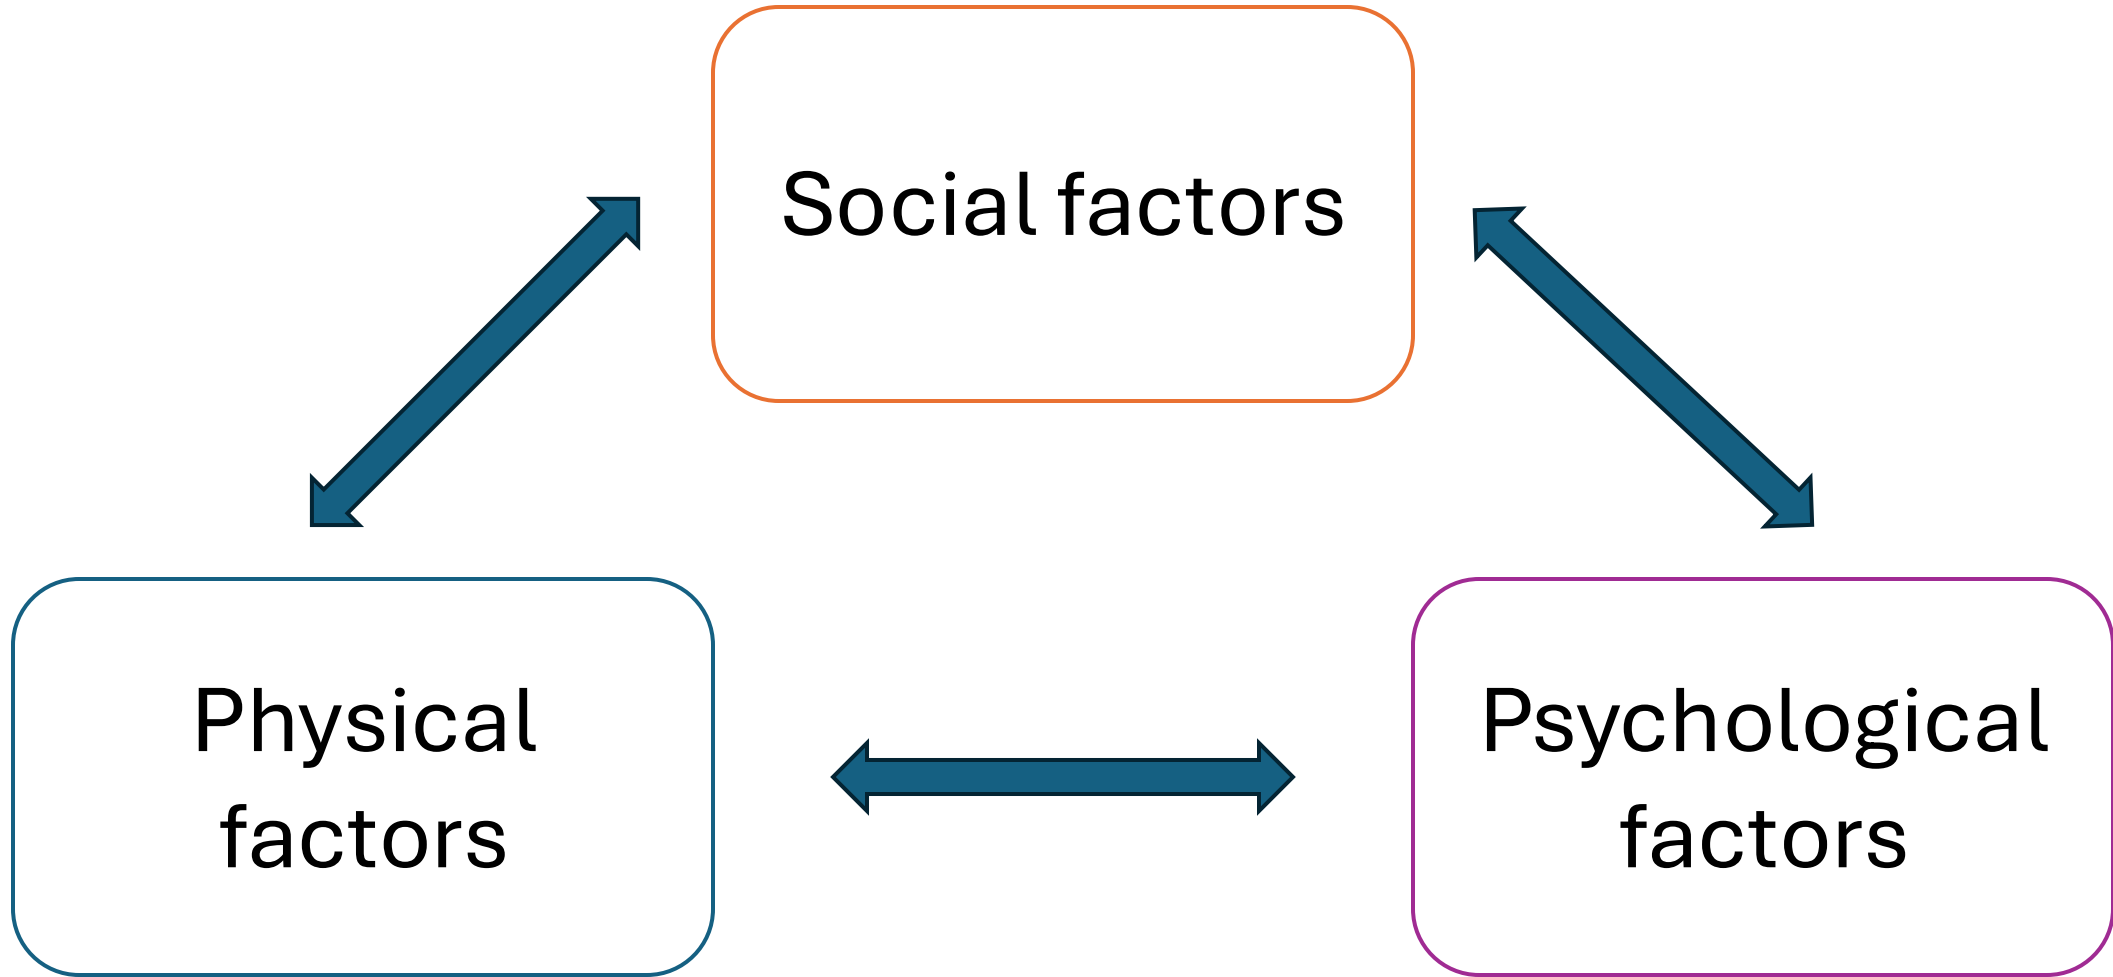 Social factors
Physical
factors
Psychological
factors